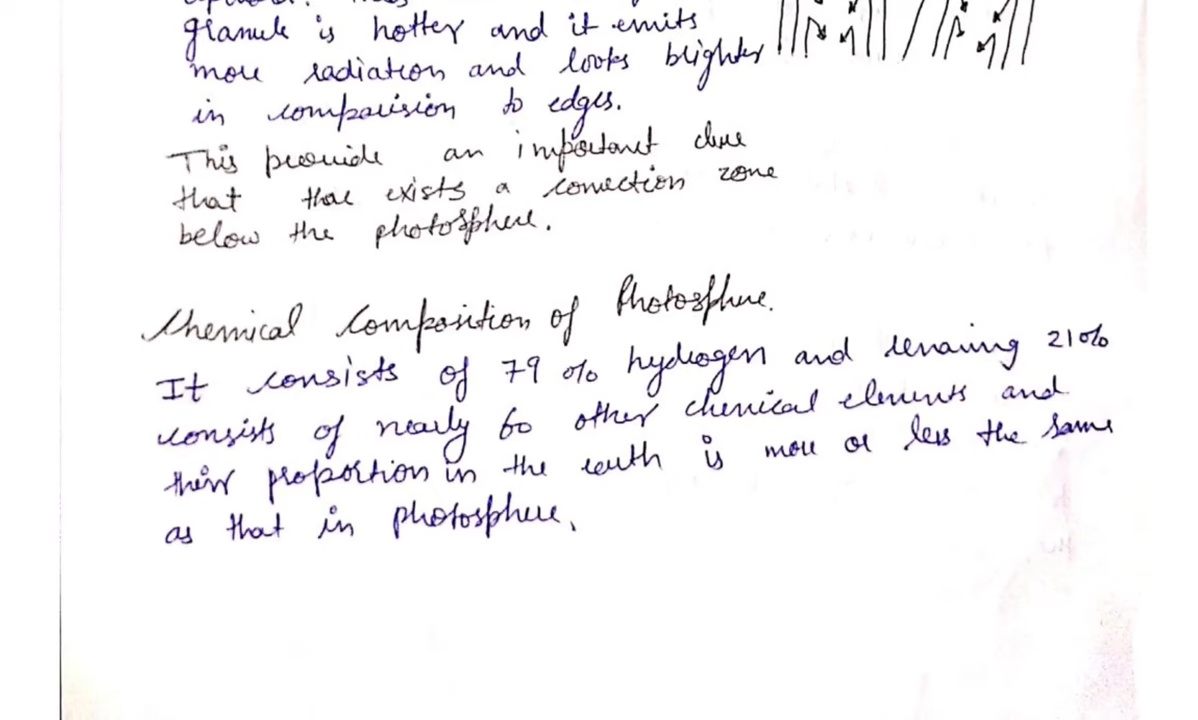 granule is hotter and it emits
more radiation and looks brighter
in comparision to edges.
This provide an important clue
that thre exists a convection zone
below the photosphere.
Chemical Composition of Photosphere.
It consists of 79 % hydrogen and remaing 21%
consists of nearly 60 other chemical elements and
their proportion in the earth is more or less the same
as that in photosphere.